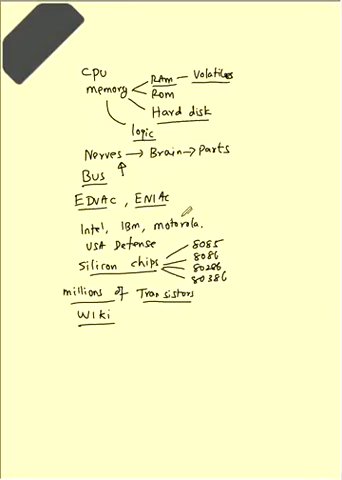 CPU
memory
RAM — Volatiles
ROM
Hard disk
logic
Nerves → Brain → Parts
Bus
EDVAC, ENIAC
Intel, IBM, motorola.
USA Defense
Silicon chips
8085
8086
80286
80386
millions of Transistors
Wiki